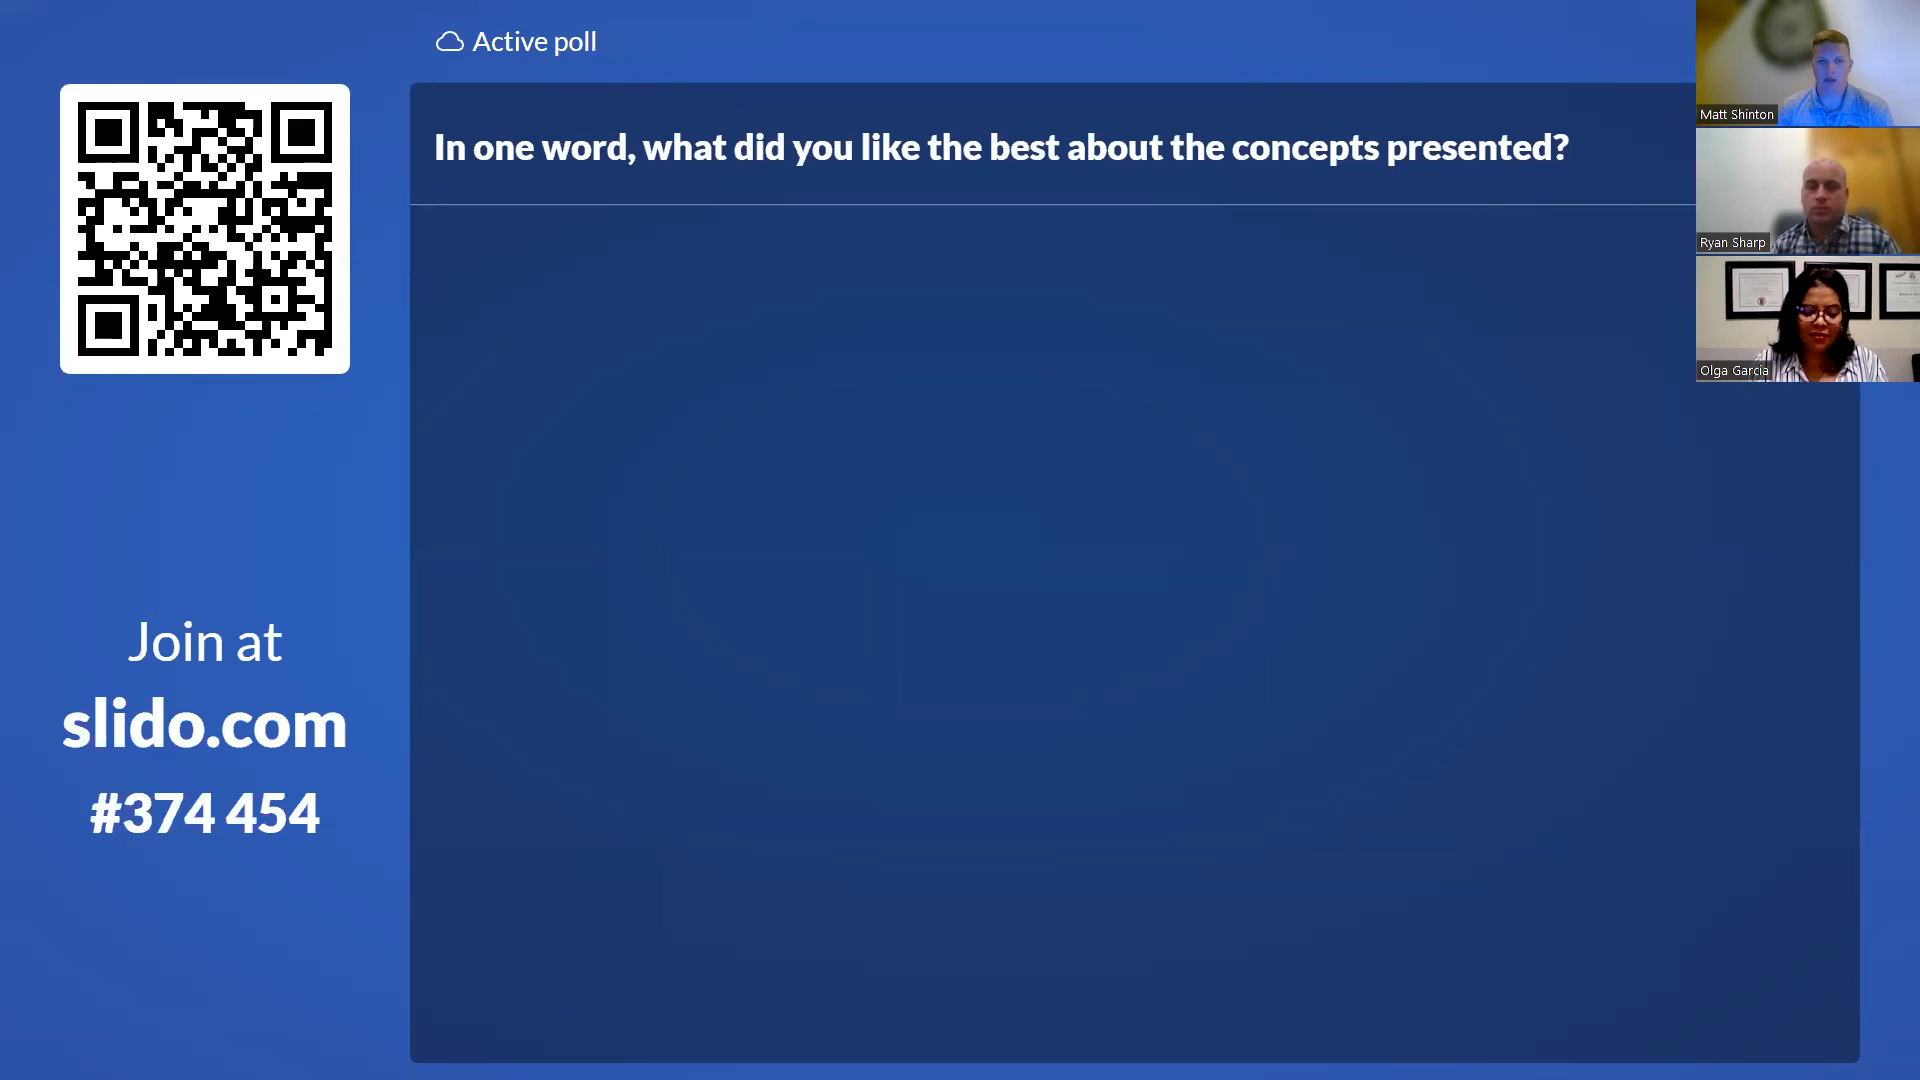 Active poll
In one word, what did you like the best about the concepts presented?
Join at
slido.com
#374 454
Matt Shinton
Ryan Sharp
Olga Garcia